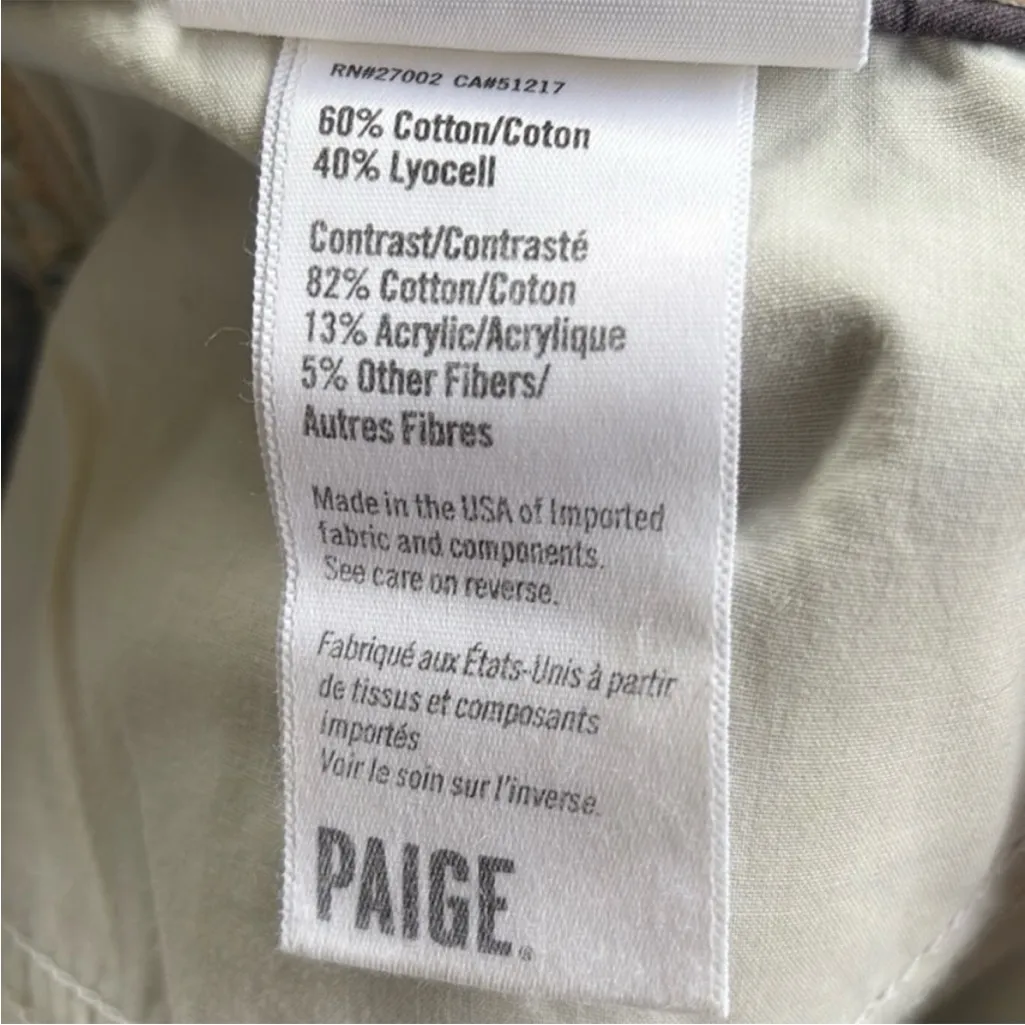 RN#27002 CA#51217
60% Cotton/Coton
40% Lyocell
Contrast/Contrasté
82% Cotton/Coton
13% Acrylic/Acrylique
5% Other Fibers/
Autres Fibres
Made in the USA of Imported
fabric and components.
See care on reverse.
Fabriqué aux États-Unis à partir
de tissus et composants
importés
Voir le soin sur l'inverse.
PAIGE®